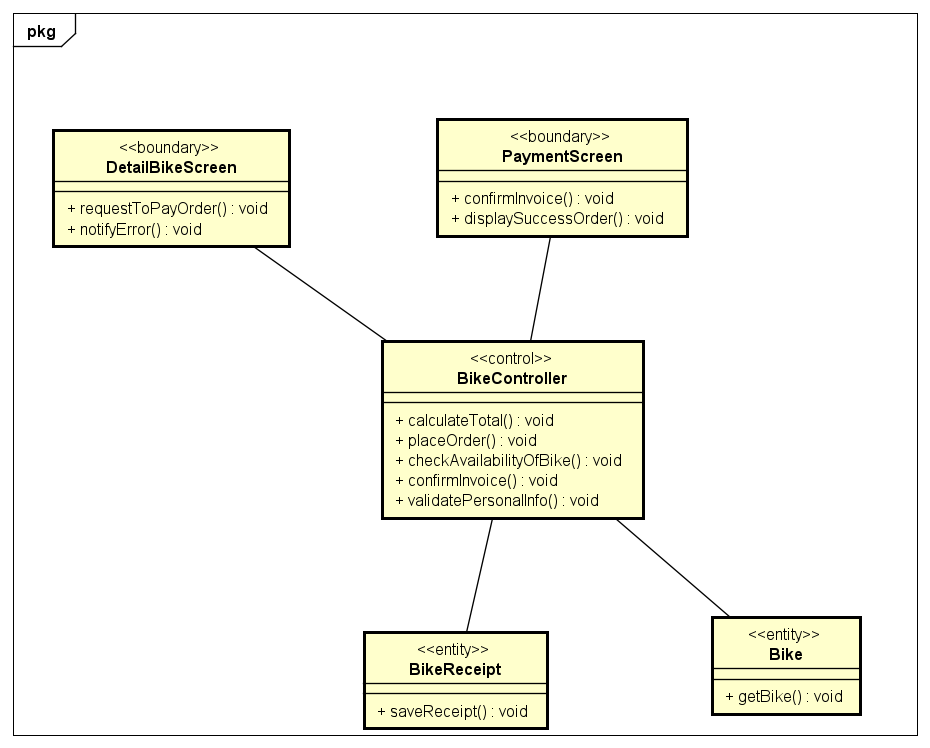 pkg
<<boundary>>
DetailBikeScreen
+ requestToPayOrder() : void
+ notifyError() : void
<<boundary>>
PaymentScreen
+ confirmInvoice() : void
+ displaySuccessOrder() : void
<<control>>
BikeController
+ calculateTotal() : void
+ placeOrder() : void
+ checkAvailabilityOfBike() : void
+ confirmInvoice() : void
+ validatePersonalInfo() : void
<<entity>>
BikeReceipt
+ saveReceipt() : void
<<entity>>
Bike
+ getBike() : void